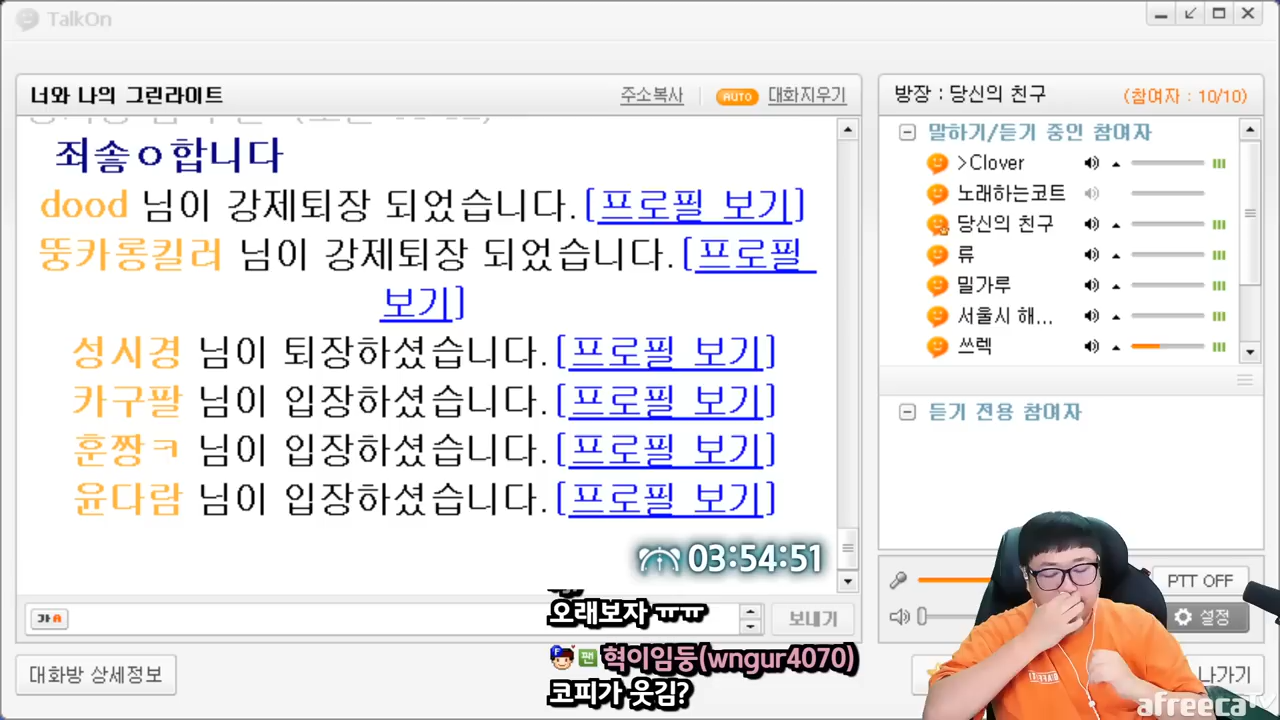 TalkOn
너와 나의 그린라이트
주소복사
AUTO
대화지우기
죄송ㅇ합니다
dood 님이 강제퇴장 되었습니다.[프로필 보기]
뚱카롱킬러 님이 강제퇴장 되었습니다.[프로필
보기]
성시경 님이 퇴장하셨습니다.[프로필 보기]
카구팔 님이 입장하셨습니다.[프로필 보기]
훈짱ㅋ 님이 입장하셨습니다.[프로필 보기]
윤다람 님이 입장하셨습니다.[프로필 보기]
03:54:51
가
보내기
대화방 상세정보
오래보자 ㅠㅠ
F 팬 혁이임둥(wngur4070)
코피가 웃김?
방장 : 당신의 친구
(참여자 : 10/10)
말하기/듣기 중인 참여자
>Clover
노래하는코트
당신의 친구
류
밀가루
서울시 해...
쓰렉
듣기 전용 참여자
PTT OFF
설정
나가기
afreecaTV